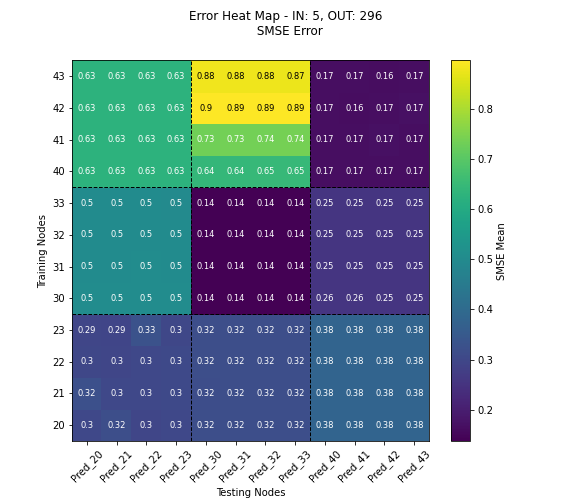 Error Heat Map - IN: 5, OUT: 296
SMSE Error
43 0.63 0.63 0.63 0.63 0.88 0.88 0.88 0.87 0.17 0.17 0.16 0.17
42 0.63 0.63 0.63 0.63 0.9 0.89 0.89 0.89 0.17 0.16 0.17 0.17
41 0.63 0.63 0.63 0.63 0.73 0.73 0.74 0.74 0.17 0.17 0.17 0.17
40 0.63 0.63 0.63 0.63 0.64 0.64 0.65 0.65 0.17 0.17 0.17 0.17
33 0.5 0.5 0.5 0.5 0.14 0.14 0.14 0.14 0.25 0.25 0.25 0.25
32 0.5 0.5 0.5 0.5 0.14 0.14 0.14 0.14 0.25 0.25 0.25 0.25
31 0.5 0.5 0.5 0.5 0.14 0.14 0.14 0.14 0.25 0.25 0.25 0.25
30 0.5 0.5 0.5 0.5 0.14 0.14 0.14 0.14 0.26 0.26 0.25 0.25
23 0.29 0.29 0.33 0.3 0.32 0.32 0.32 0.32 0.38 0.38 0.38 0.38
22 0.3 0.3 0.3 0.3 0.32 0.32 0.32 0.32 0.38 0.38 0.38 0.38
21 0.32 0.3 0.3 0.3 0.32 0.32 0.32 0.32 0.38 0.38 0.38 0.38
20 0.3 0.32 0.3 0.3 0.32 0.32 0.32 0.32 0.38 0.38 0.38 0.38
Training Nodes
Pred_20 Pred_21 Pred_22 Pred_23 Pred_30 Pred_31 Pred_32 Pred_33 Pred_40 Pred_41 Pred_42 Pred_43
Testing Nodes
0.8
0.7
0.6
0.5
0.4
0.3
0.2
SMSE Mean